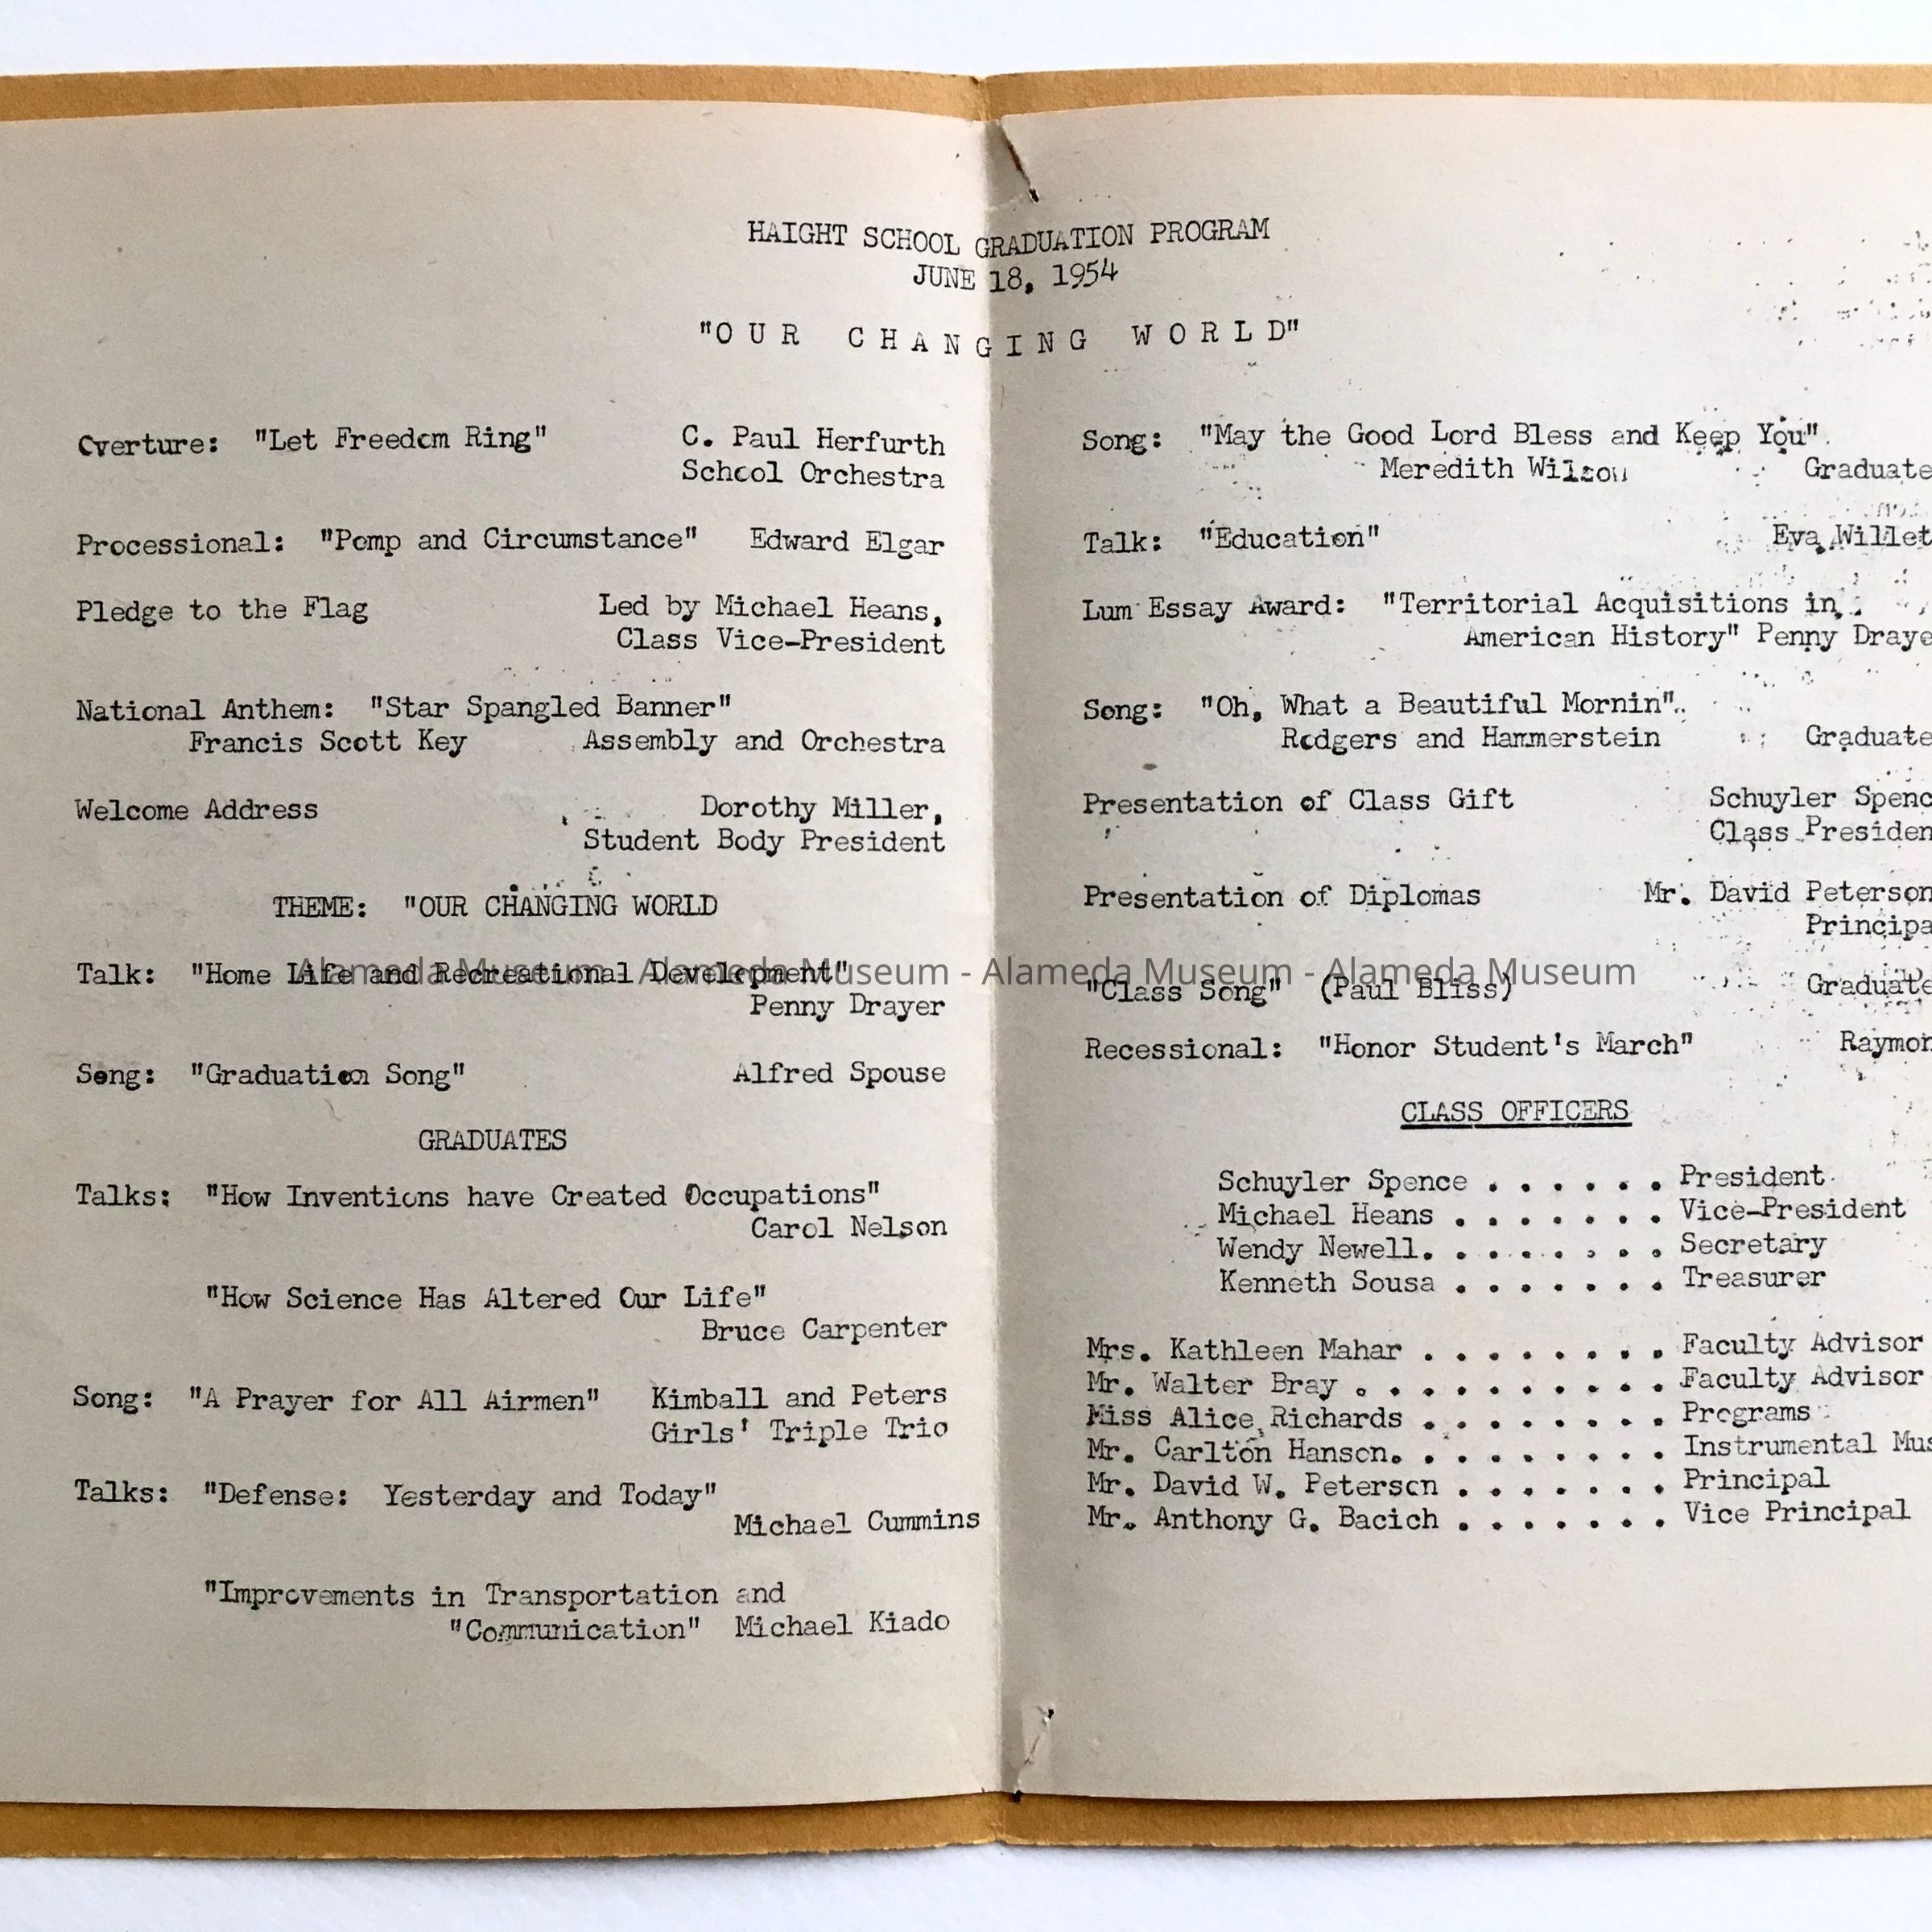 HAIGHT SCHOOL GRADUATION PROGRAM
JUNE 18, 1954
"OUR CHANGING WORLD"
Overture: "Let Freedom Ring" C. Paul Herfurth
School Orchestra
Processional: "Pomp and Circumstance" Edward Elgar
Pledge to the Flag Led by Michael Heans,
Class Vice-President
National Anthem: "Star Spangled Banner"
Francis Scott Key Assembly and Orchestra
Welcome Address Dorothy Miller,
Student Body President
THEME: "OUR CHANGING WORLD
Talk: "Home Life and Recreational Development"
Penny Drayer
Song: "Graduation Song" Alfred Spouse
GRADUATES
Talks: "How Inventions have Created Occupations"
Carol Nelson
"How Science Has Altered Our Life"
Bruce Carpenter
Song: "A Prayer for All Airmen" Kimball and Peters
Girls' Triple Trio
Talks: "Defense: Yesterday and Today"
Michael Cummins
"Improvements in Transportation and
"Communication" Michael Kiado
Song: "May the Good Lord Bless and Keep You"
Meredith Wilson Graduate
Talk: "Education" Eva Willet
Lum Essay Award: "Territorial Acquisitions in
American History" Penny Draye
Song: "Oh, What a Beautiful Mornin"
Rodgers and Hammerstein Graduate
Presentation of Class Gift Schuyler Spenc
Class Presiden
Presentation of Diplomas Mr. David Peterson
Principa
"Class Song" (Paul Bliss) Graduate
Recessional: "Honor Student's March" Raymon
CLASS OFFICERS
Schuyler Spence . . . . . . President
Michael Heans . . . . . . . Vice-President
Wendy Newell. . . . . . . . Secretary
Kenneth Sousa . . . . . . . Treasurer
Mrs. Kathleen Mahar . . . . . . . . Faculty Advisor
Mr. Walter Bray . . . . . . . . . . Faculty Advisor
Miss Alice Richards . . . . . . . . Programs
Mr. Carlton Hanson. . . . . . . . . Instrumental Mus
Mr. David W. Peterson . . . . . . . Principal
Mr. Anthony G. Bacich . . . . . . . Vice Principal
Alameda Museum - Alameda Museum - Alameda Museum - Alameda Museum